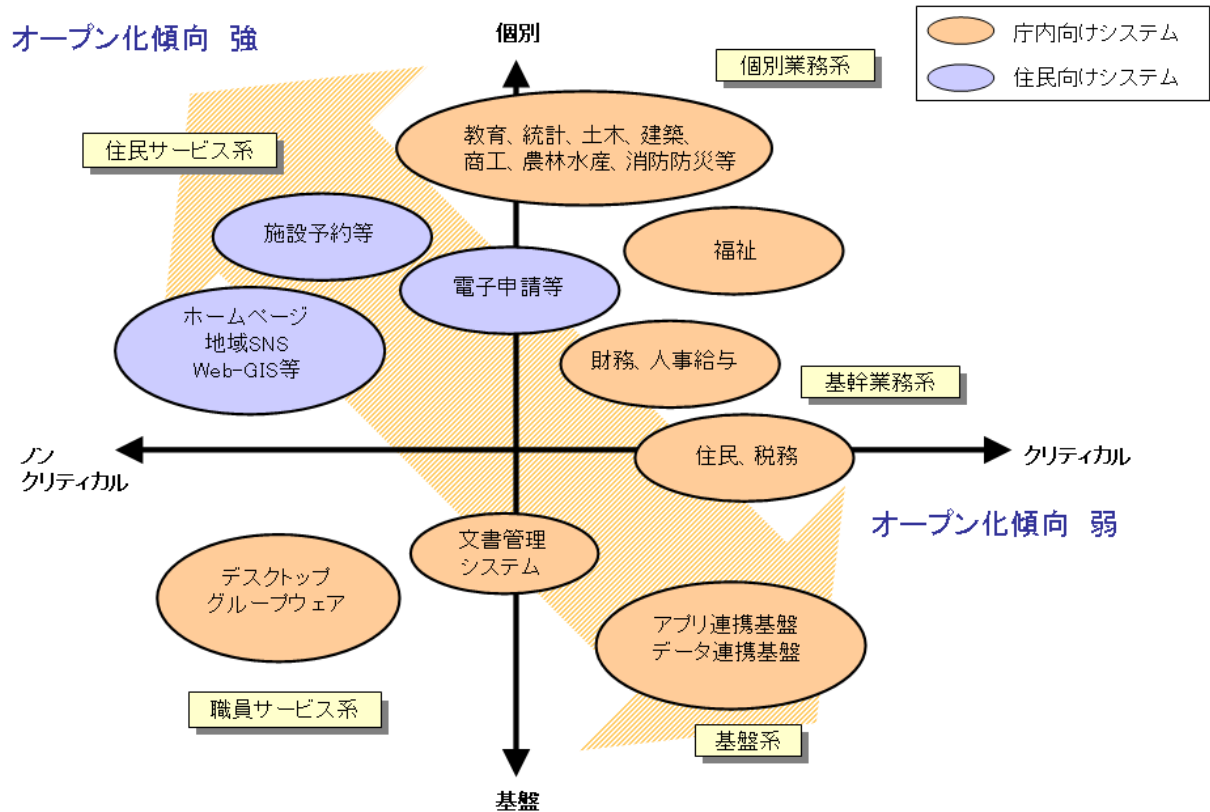 オープン化傾向 強
個別
庁内向けシステム
住民向けシステム
個別業務系
住民サービス系
教育、統計、土木、建築、
商工、農林水産、消防防災等
施設予約等
福祉
電子申請等
ホームページ
地域SNS
Web-GIS等
財務、人事給与
基幹業務系
ノン
クリティカル
住民、税務
クリティカル
オープン化傾向 弱
文書管理
システム
デスクトップ
グループウェア
アプリ連携基盤
データ連携基盤
職員サービス系
基盤系
基盤